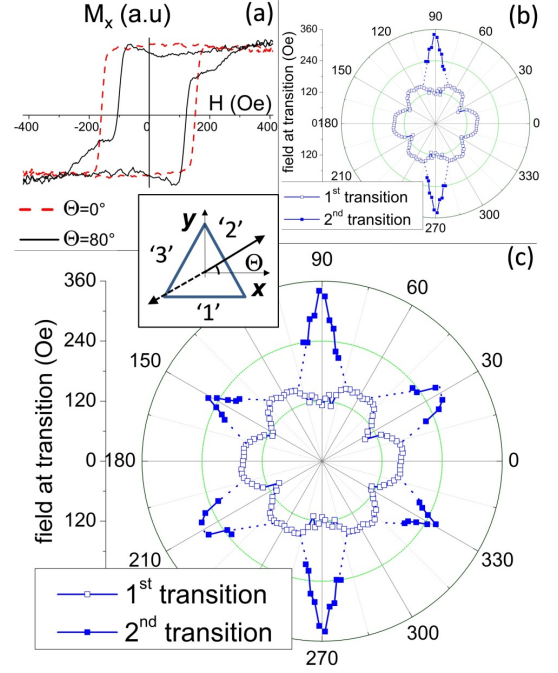 Mₓ (a.u)
(a)
H (Oe)
-400
-200
0
200
400
Θ=0°
Θ=80°
(b)
field at transition (Oe)
360
240
120
0
120
90
60
30
300
270
210
180
150
120
1st transition
2nd transition
y
x
Θ
'1'
'2'
'3'
(c)
field at transition (Oe)
360
240
120
0
120
90
60
30
0
330
300
270
210
180
150
1st transition
2nd transition